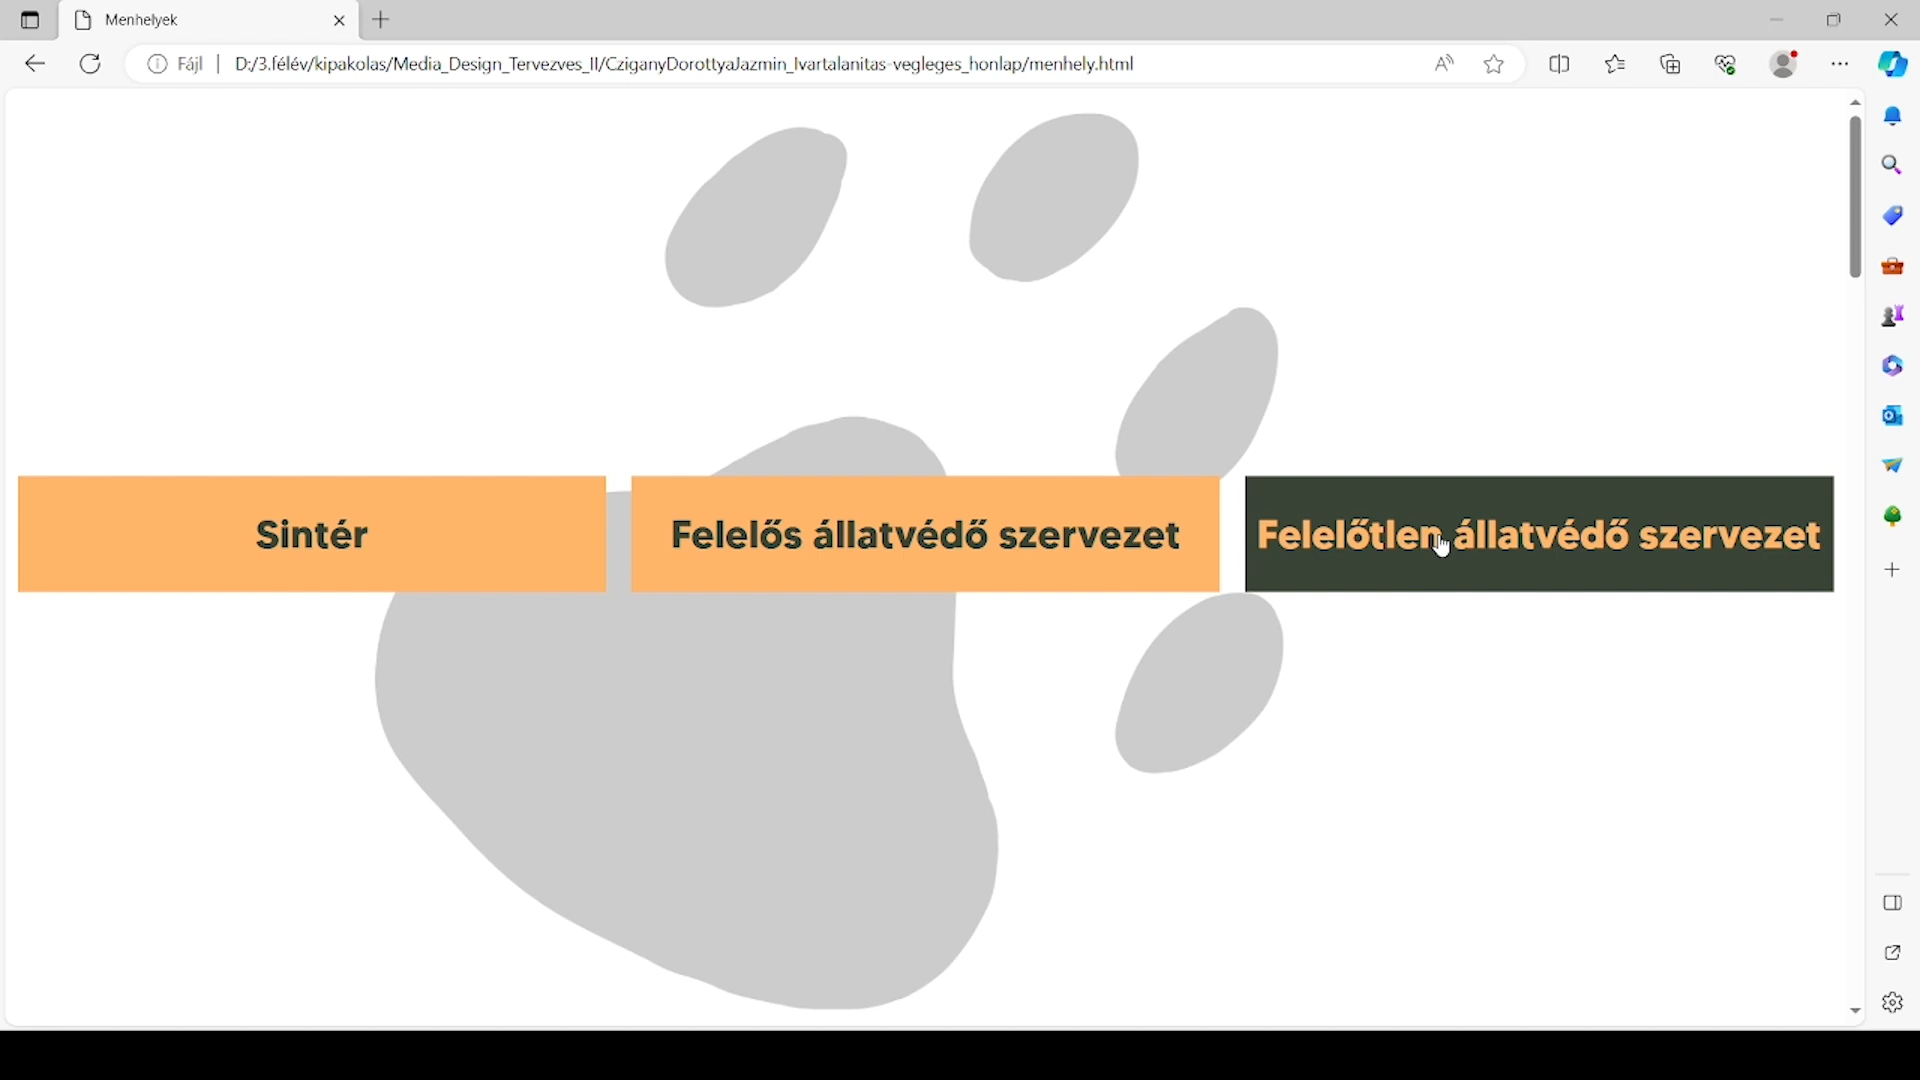 Menhelyek
Fájl
D:/3.félév/kipakolas/Media_Design_Tervezves_II/CziganyDorottyaJazmin_Ivartalanitas-vegleges_honlap/menhely.html
Sintér
Felelős állatvédő szervezet
Felelőtlen állatvédő szervezet